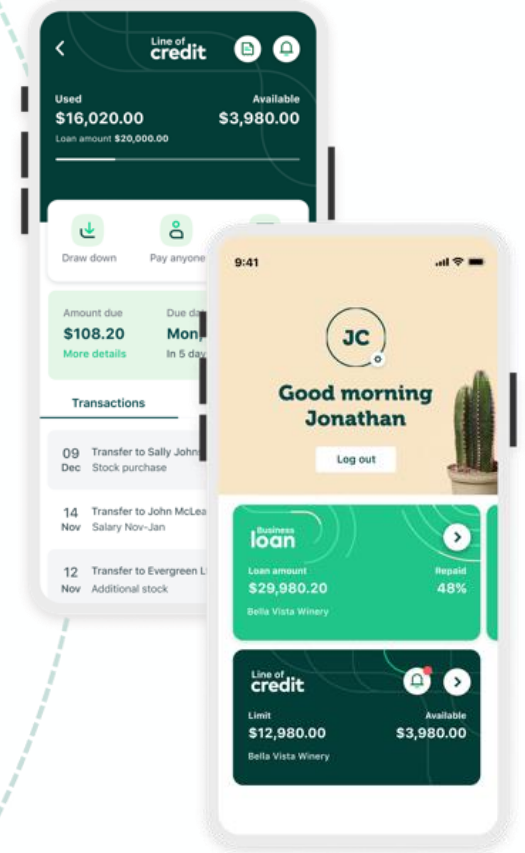 Line of
credit
Used
Available
$16,020.00
$3,980.00
Loan amount $20,000.00
Draw down
Pay anyone
Amount due
Due
$108.20
Mon,
More details
In 5
Transactions
09
Transfer to Sally
Dec
Stock purchase
14
Transfer to John
Nov
Salary Nov-Jan
12
Transfer to Evergreen
Nov
Additional stock
9:41
JC
Good morning
Jonathan
Log out
Business
loan
Loan amount
Repaid
$29,980.20
48%
Bella Vista Winery
Line of
credit
Limit
Available
$12,980.00
$3,980.00
Bella Vista Winery